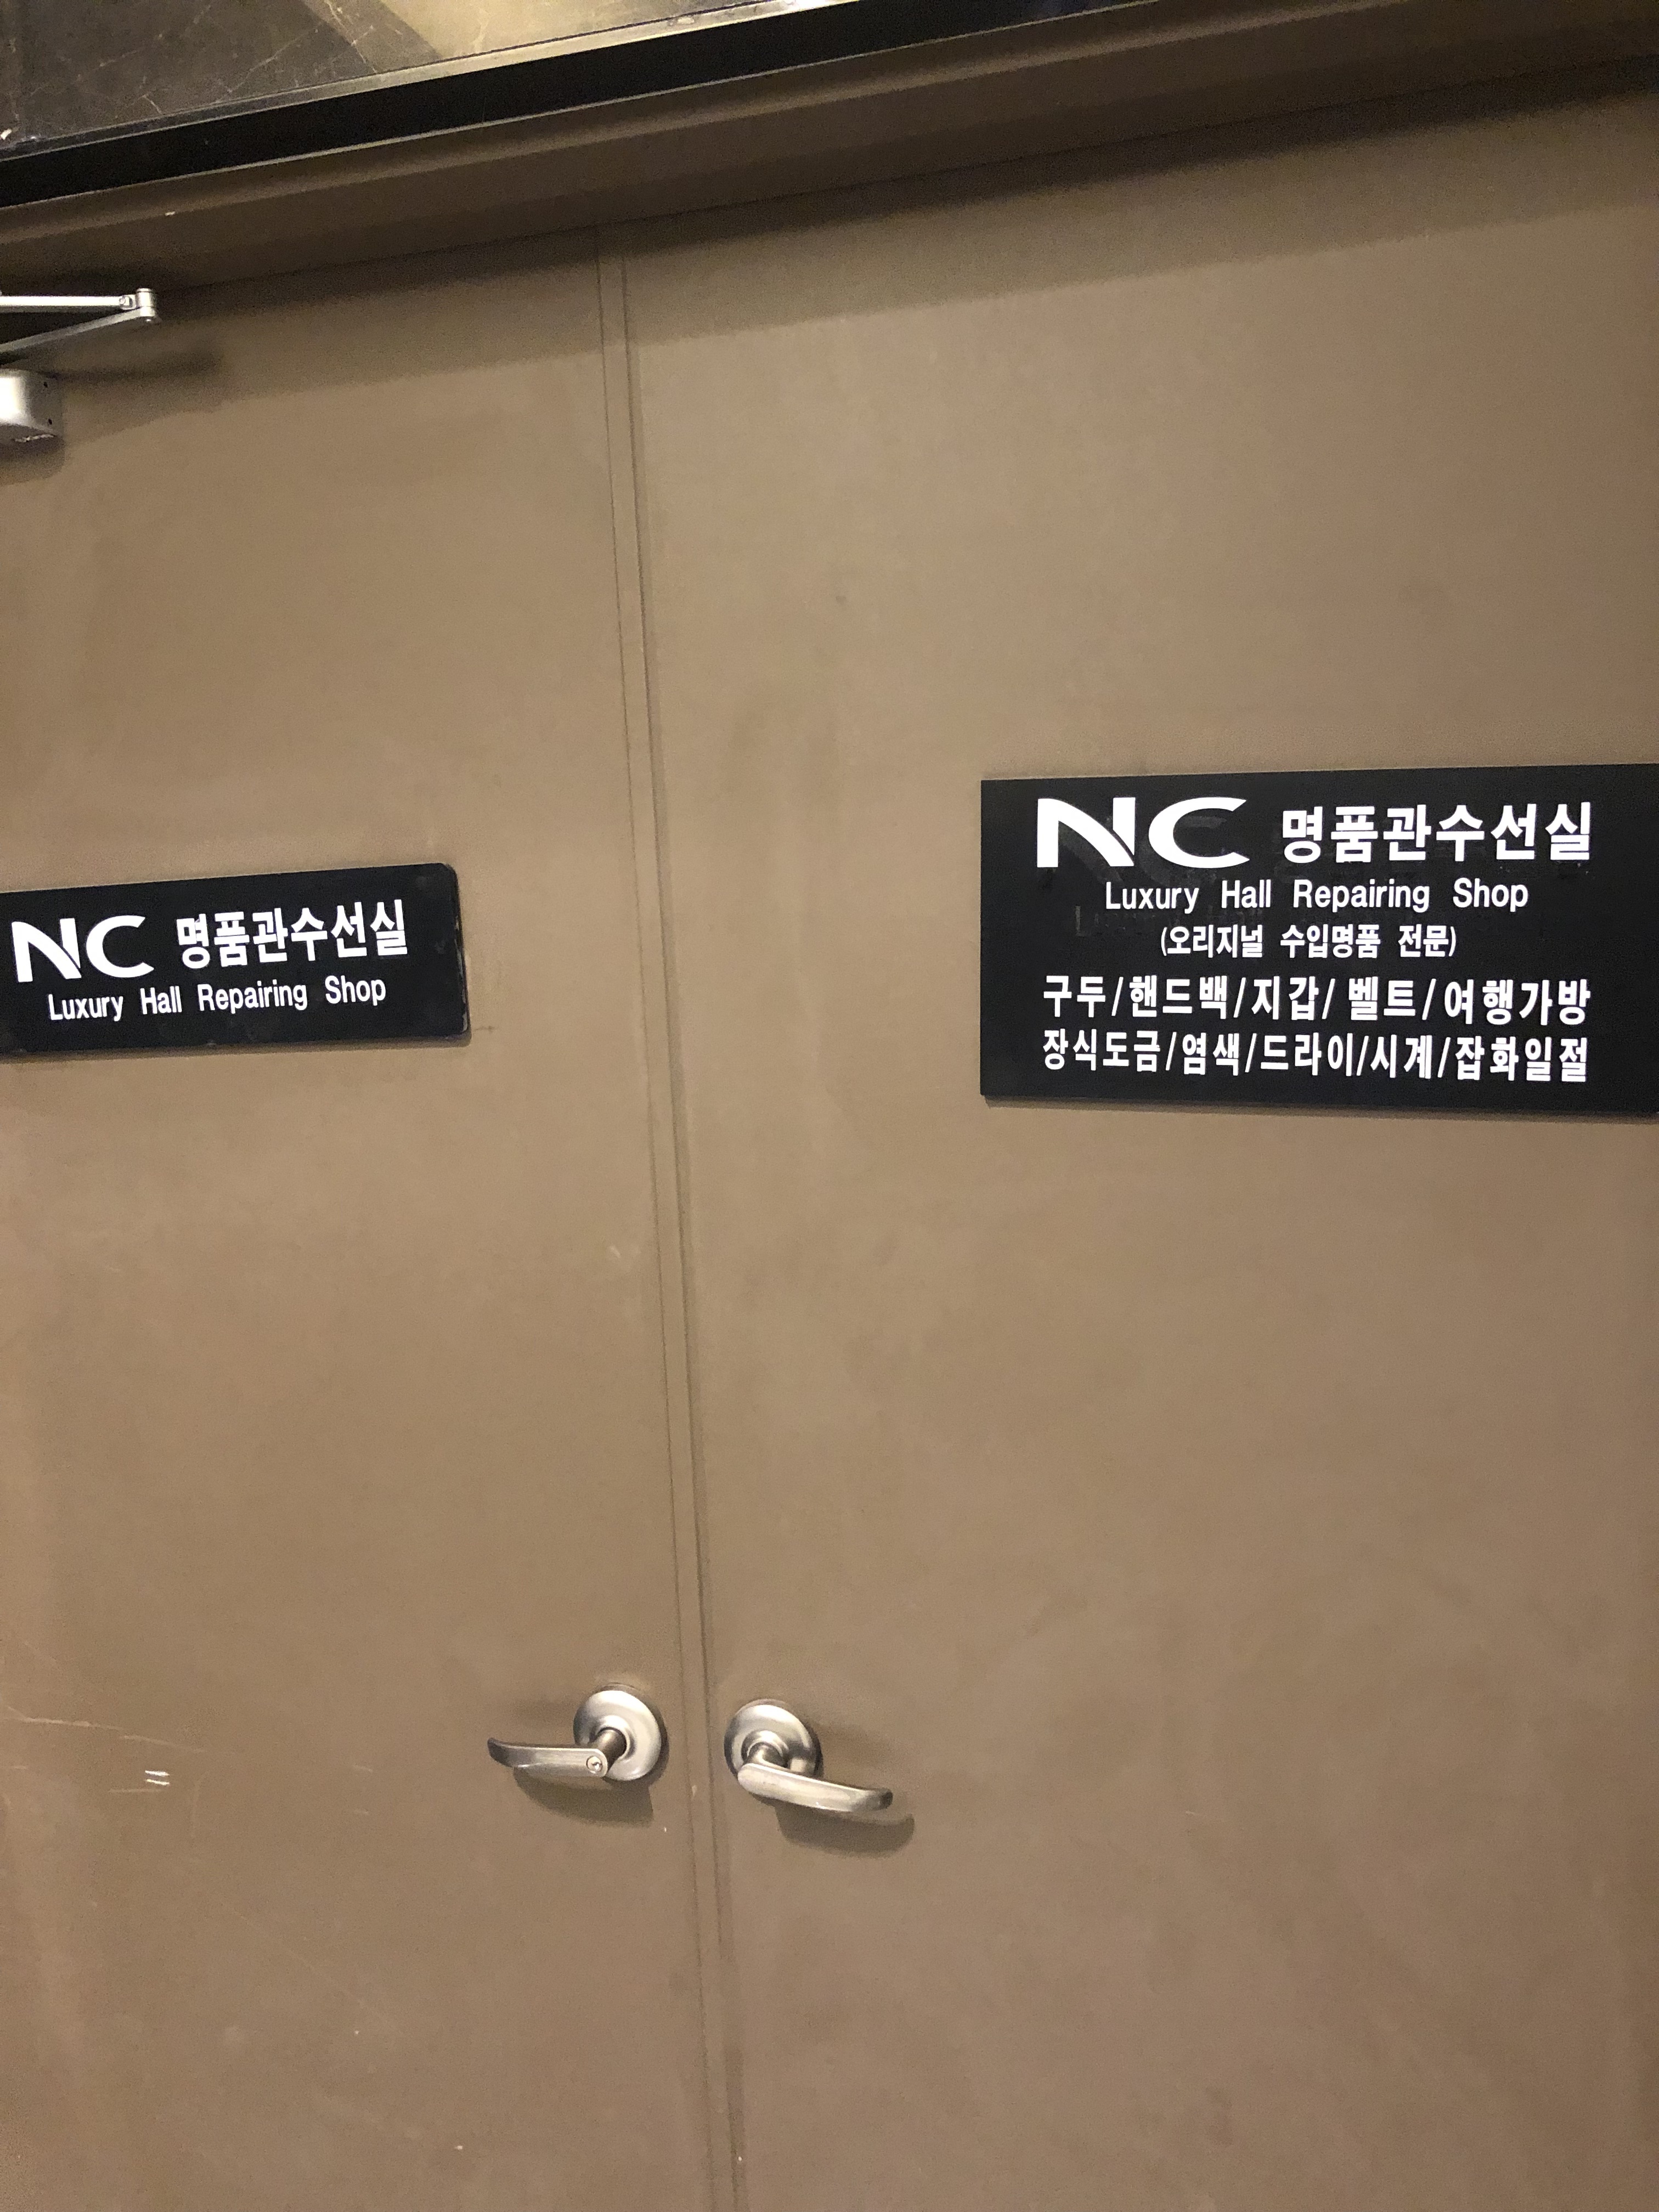 NC 명품관수선실
Luxury Hall Repairing Shop
NC 명품관수선실
Luxury Hall Repairing Shop
(오리지널 수입명품 전문)
구두/핸드백/지갑/ 벨트/여행가방
장식도금/염색/드라이/시계/잡화일절